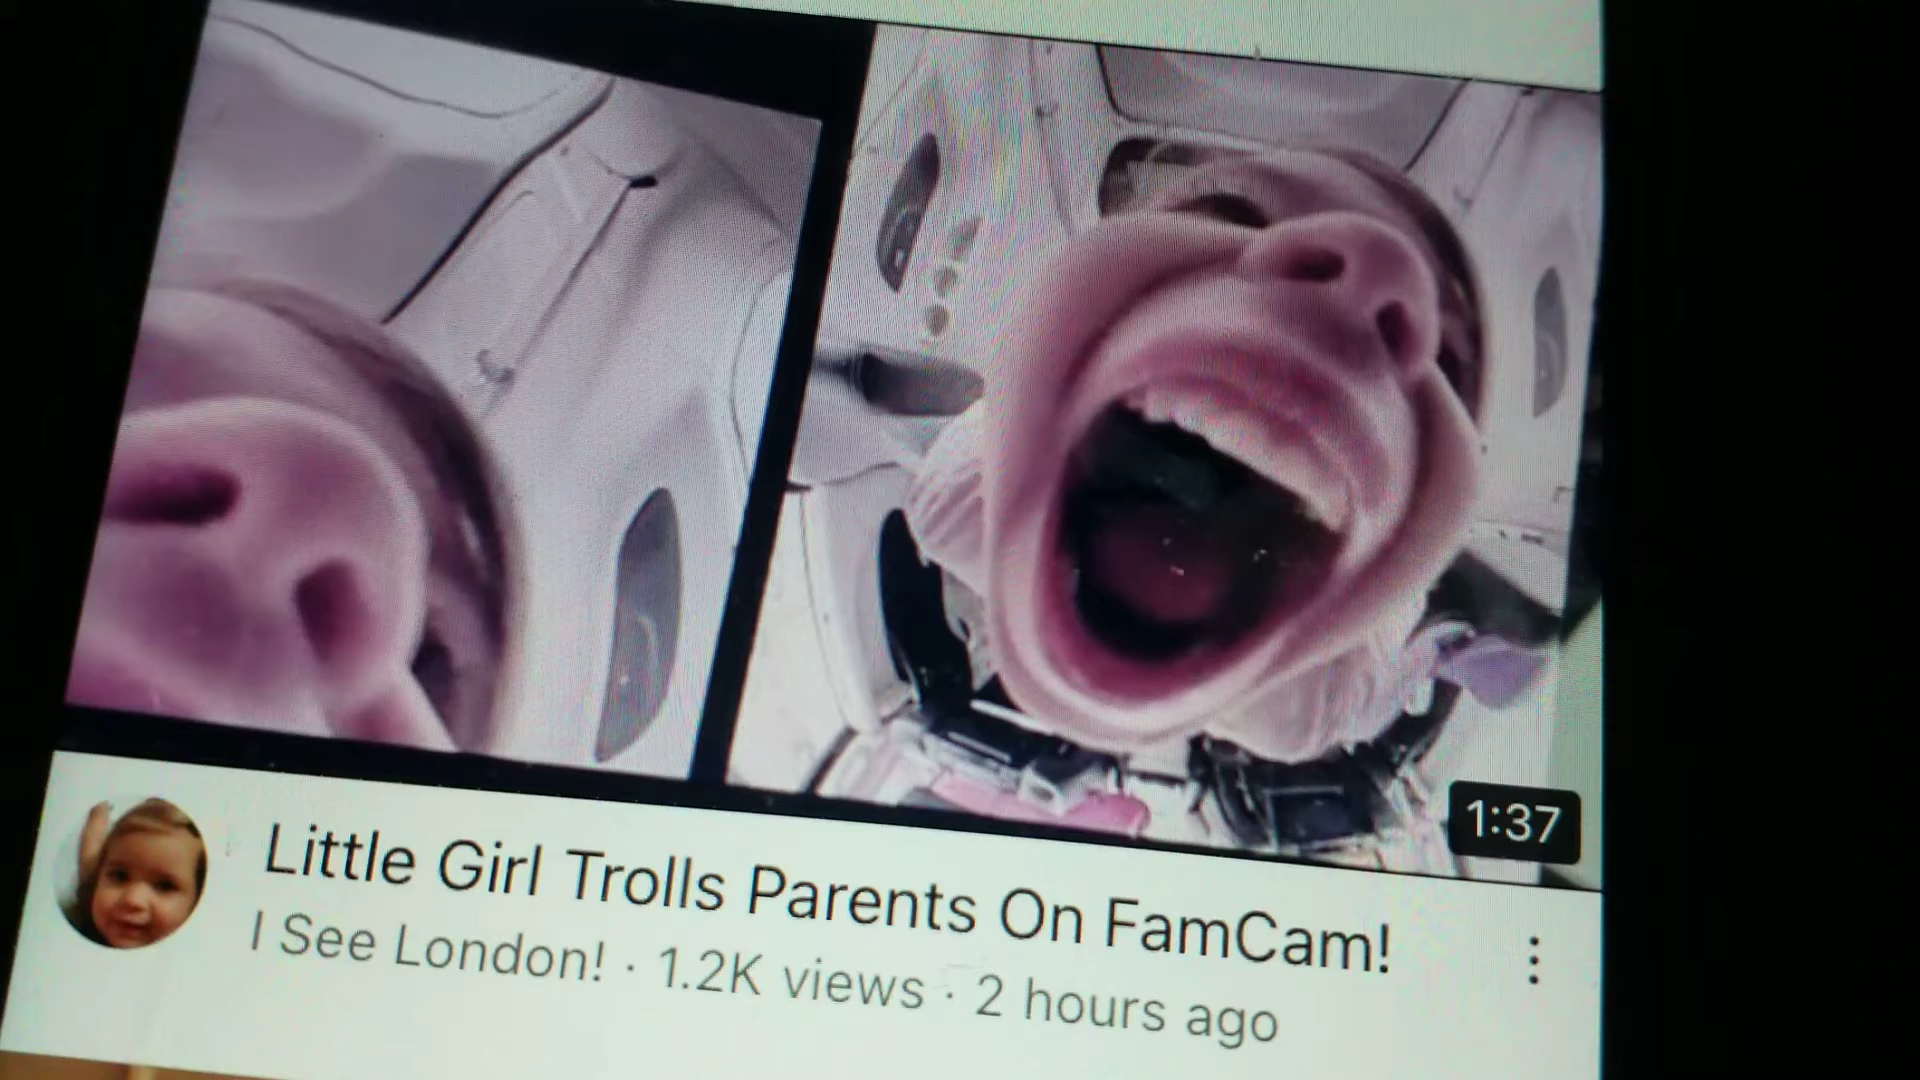 1:37
Little Girl Trolls Parents On FamCam!
I See London! · 1.2K views · 2 hours ago